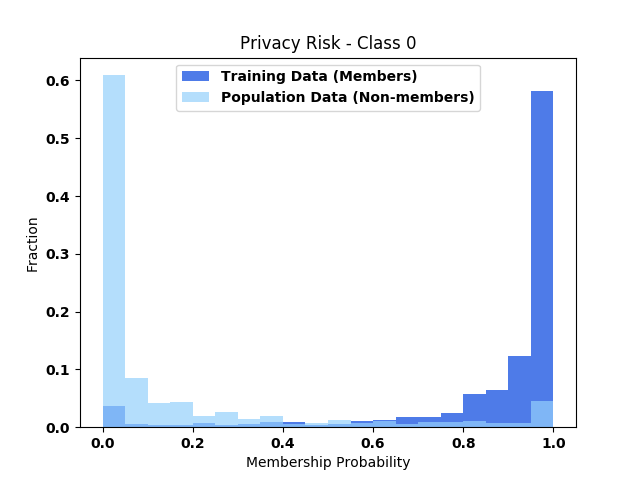 Privacy Risk - Class 0
Training Data (Members)
Population Data (Non-members)
0.6
0.5
0.4
0.3
0.2
0.1
0.0
Fraction
0.0 0.2 0.4 0.6 0.8 1.0
Membership Probability